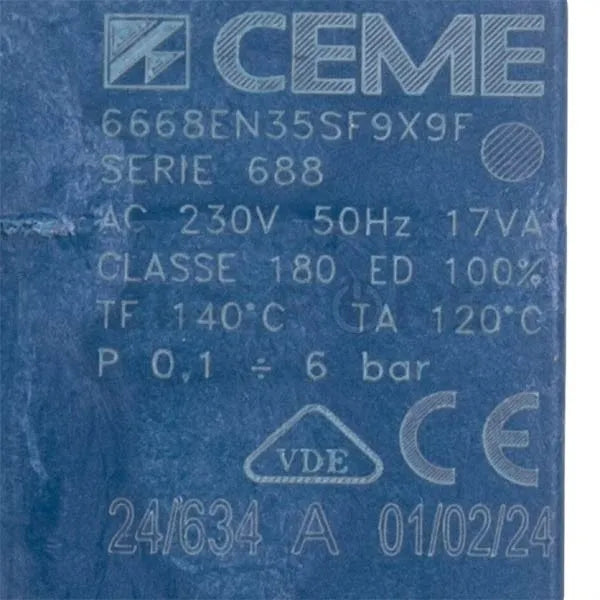 CEME
6668EN35SF9X9F
SERIE 688
AC 230V 50Hz 17VA
CLASSE 180 ED 100%
TF 140°C TA 120°C
P 0,1 ÷ 6 bar
VDE CE
24/634 A 01/02/24